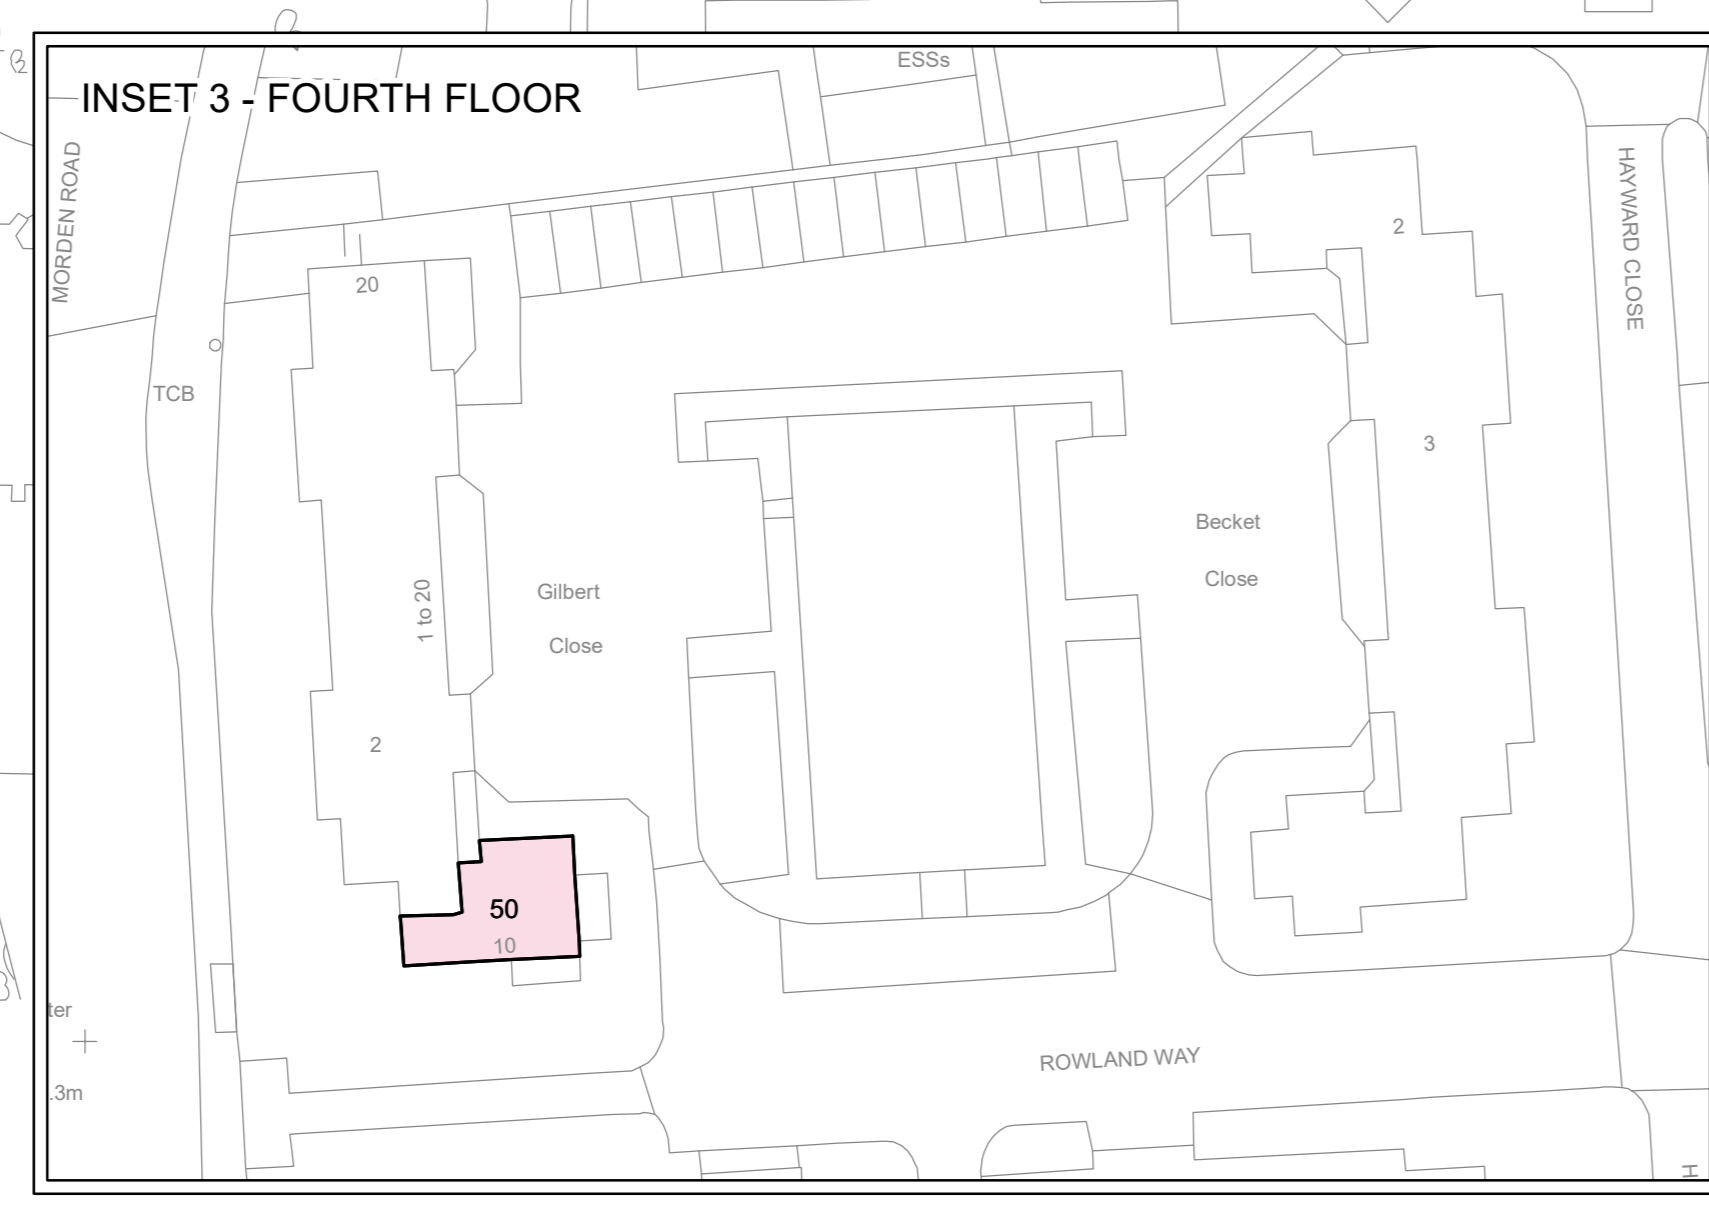 ESSs
INSET 3 - FOURTH FLOOR
MORDEN ROAD
HAYWARD CLOSE
2
20
TCB
3
Becket
Close
Gilbert
Close
1 to 20
2
50
10
ter
.3m
ROWLAND WAY
H